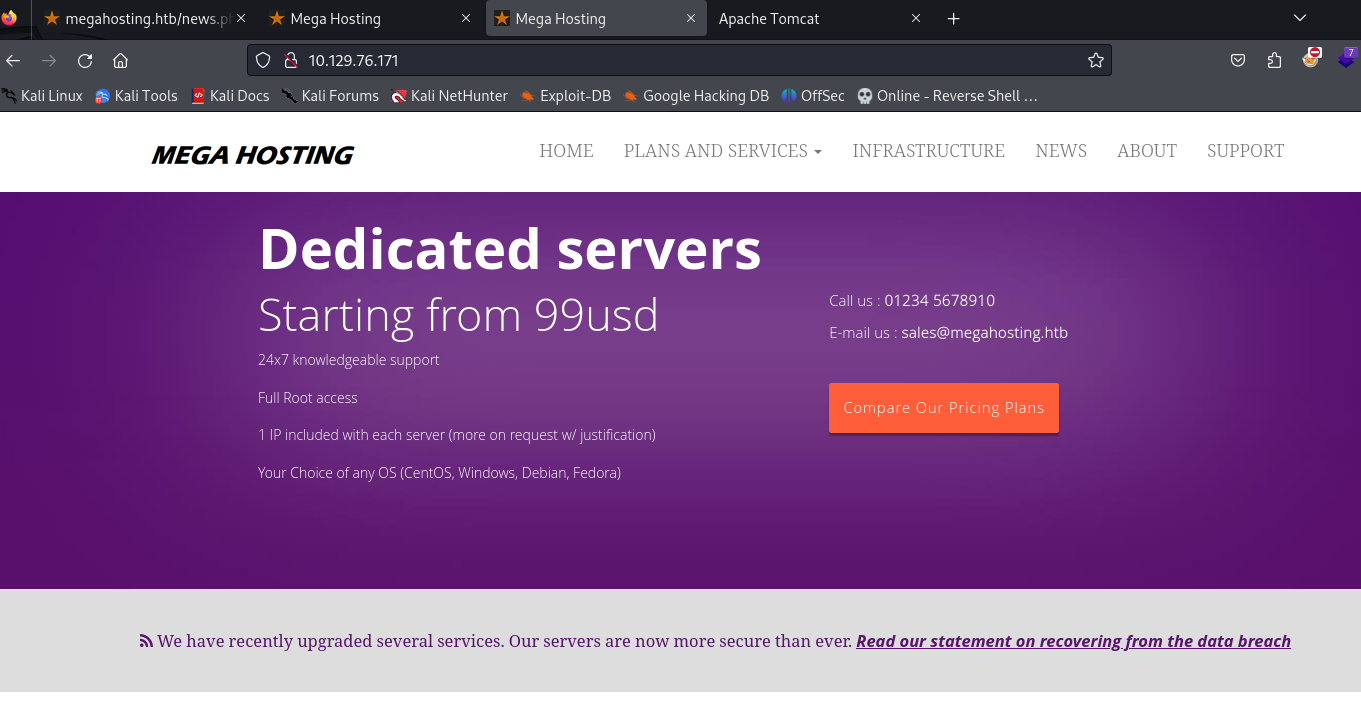 megahosting.htb/news.ph
Mega Hosting
Mega Hosting
Apache Tomcat
10.129.76.171
7
Kali Linux
Kali Tools
Kali Docs
Kali Forums
Kali NetHunter
Exploit-DB
Google Hacking DB
OffSec
Online - Reverse Shell …
MEGA HOSTING
HOME
PLANS AND SERVICES
INFRASTRUCTURE
NEWS
ABOUT
SUPPORT
Dedicated servers
Starting from 99usd
24x7 knowledgeable support
Full Root access
1 IP included with each server (more on request w/ justification)
Your Choice of any OS (CentOS, Windows, Debian, Fedora)
Call us : 01234 5678910
E-mail us : sales@megahosting.htb
Compare Our Pricing Plans
We have recently upgraded several services. Our servers are now more secure than ever. Read our statement on recovering from the data breach